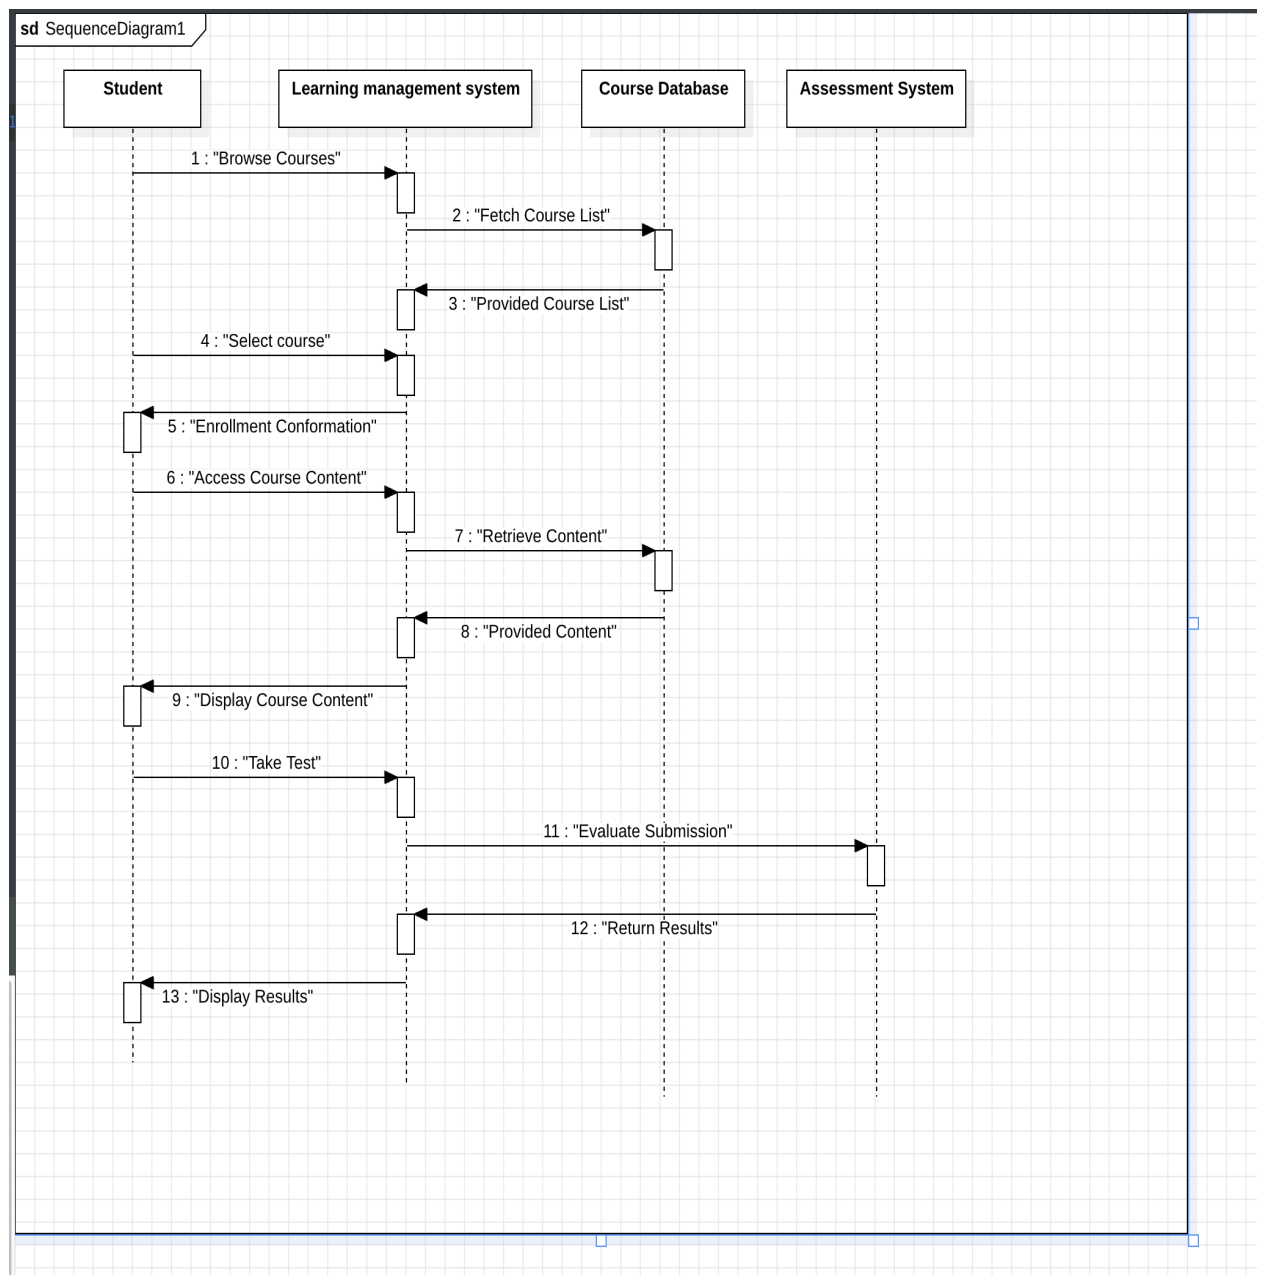 sd SequenceDiagram1
Student
Learning management system
Course Database
Assessment System
1
1 : "Browse Courses"
2 : "Fetch Course List"
3 : "Provided Course List"
4 : "Select course"
5 : "Enrollment Conformation"
6 : "Access Course Content"
7 : "Retrieve Content"
8 : "Provided Content"
9 : "Display Course Content"
10 : "Take Test"
11 : "Evaluate Submission"
12 : "Return Results"
13 : "Display Results"